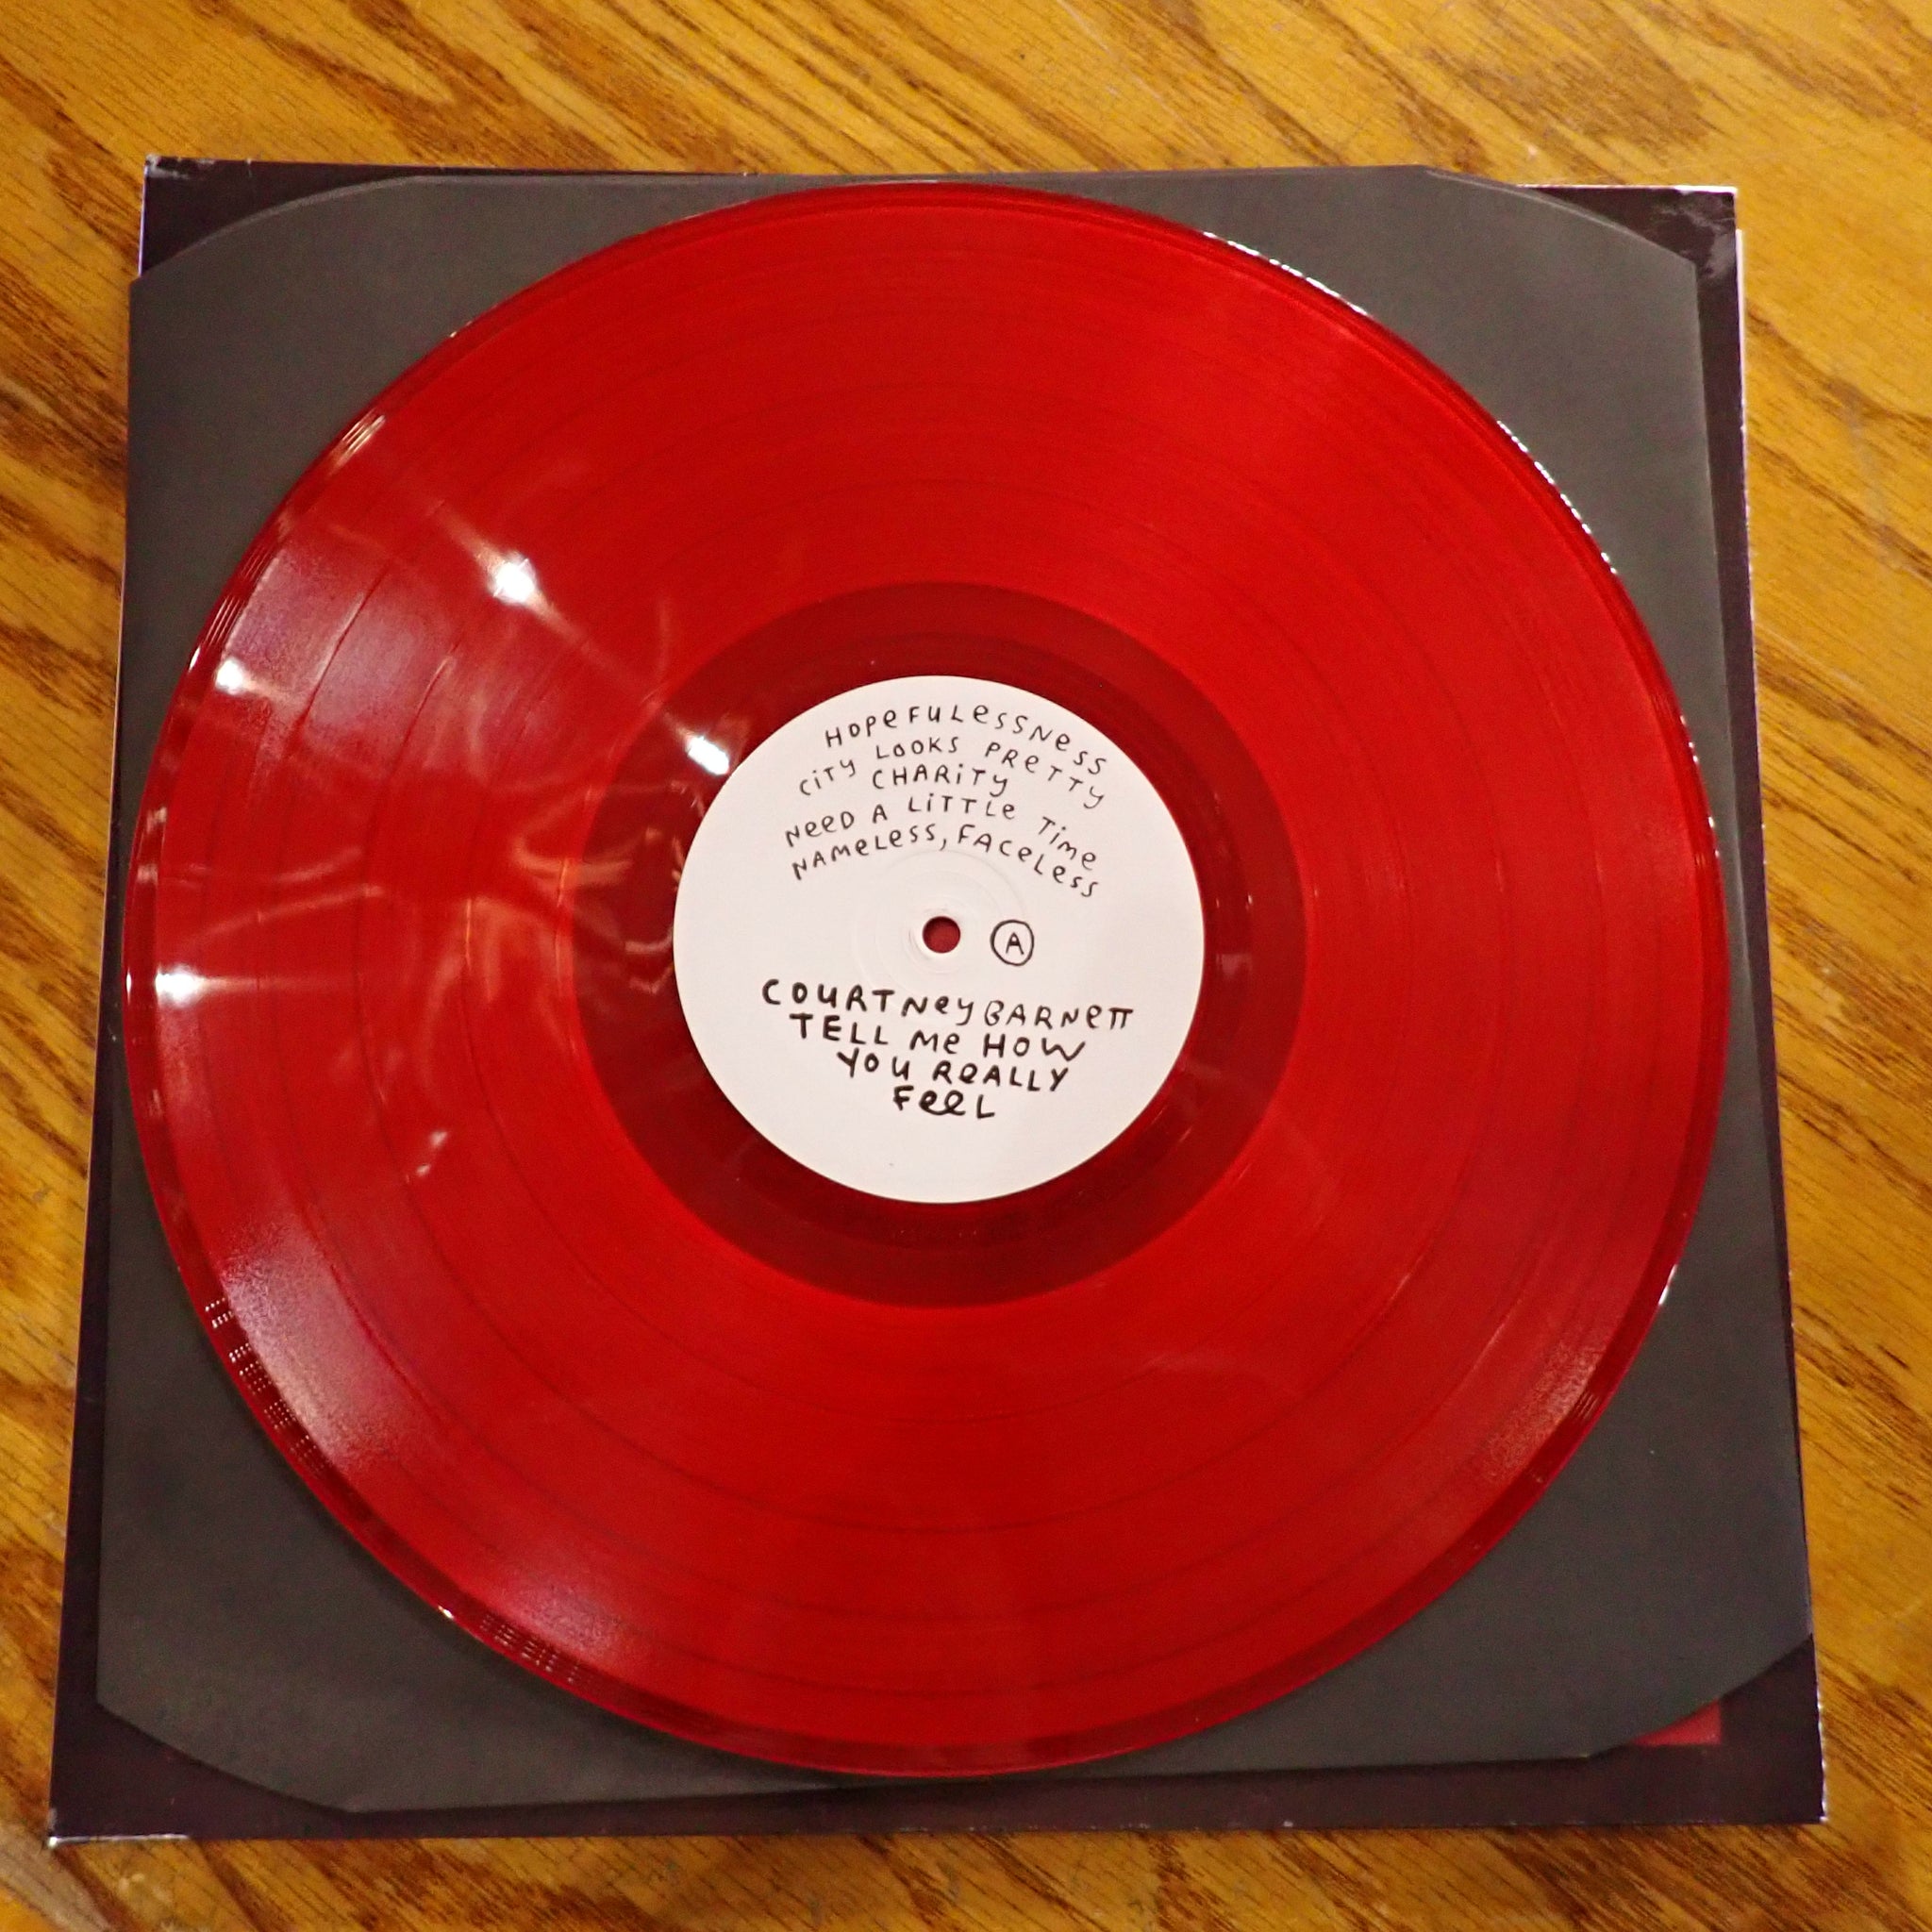 HOPeFULessNess
CiTY LOOKS PReTTY
CHARiTY
NeeD A LiTTLe TiMe
NAMeLess, FACeLess
A
COURTNeY BARNeTT
TELL Me HOW
YOU ReALLY
FeeL